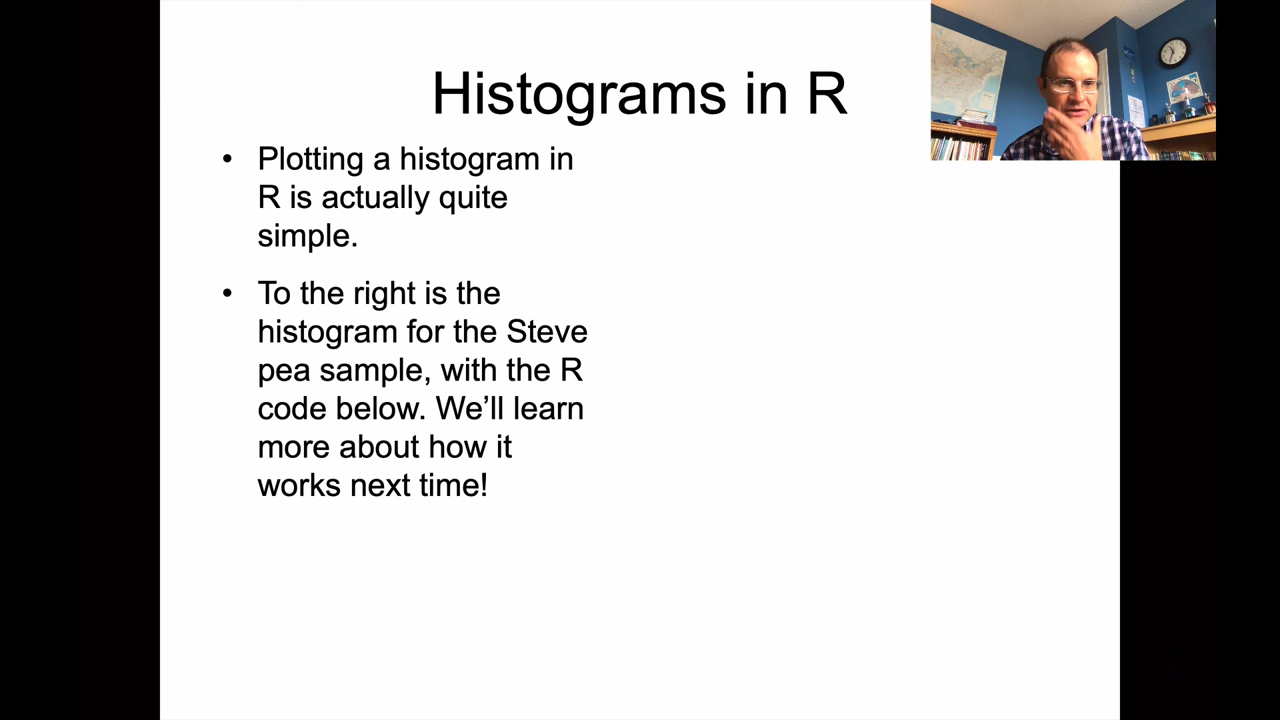 Histograms in R
• Plotting a histogram in
R is actually quite
simple.
• To the right is the
histogram for the Steve
pea sample, with the R
code below. We’ll learn
more about how it
works next time!